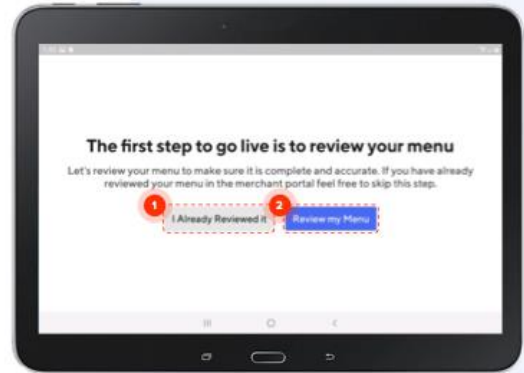 The first step to go live is to review your menu
Let's review your menu to make sure it is complete and accurate. If you have already
reviewed your menu in the merchant portal feel free to skip this step.
1 2
I Already Reviewed it Review my Menu